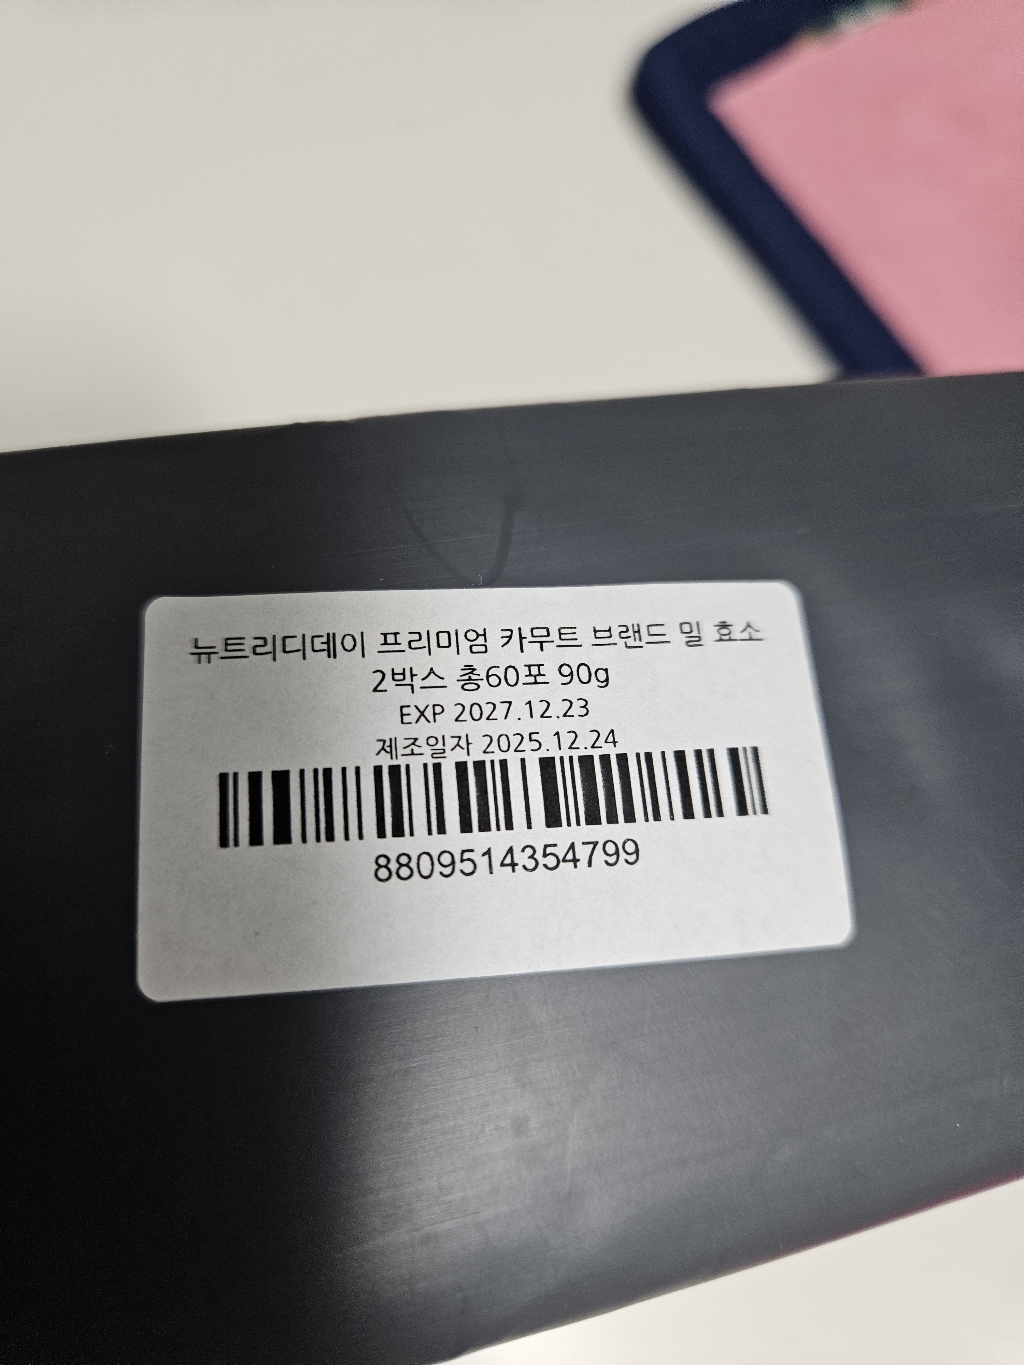 뉴트리디데이 프리미엄 카무트 브랜드 밀 효소
2박스 총60포 90g
EXP 2027.12.23
제조일자 2025.12.24
8809514354799